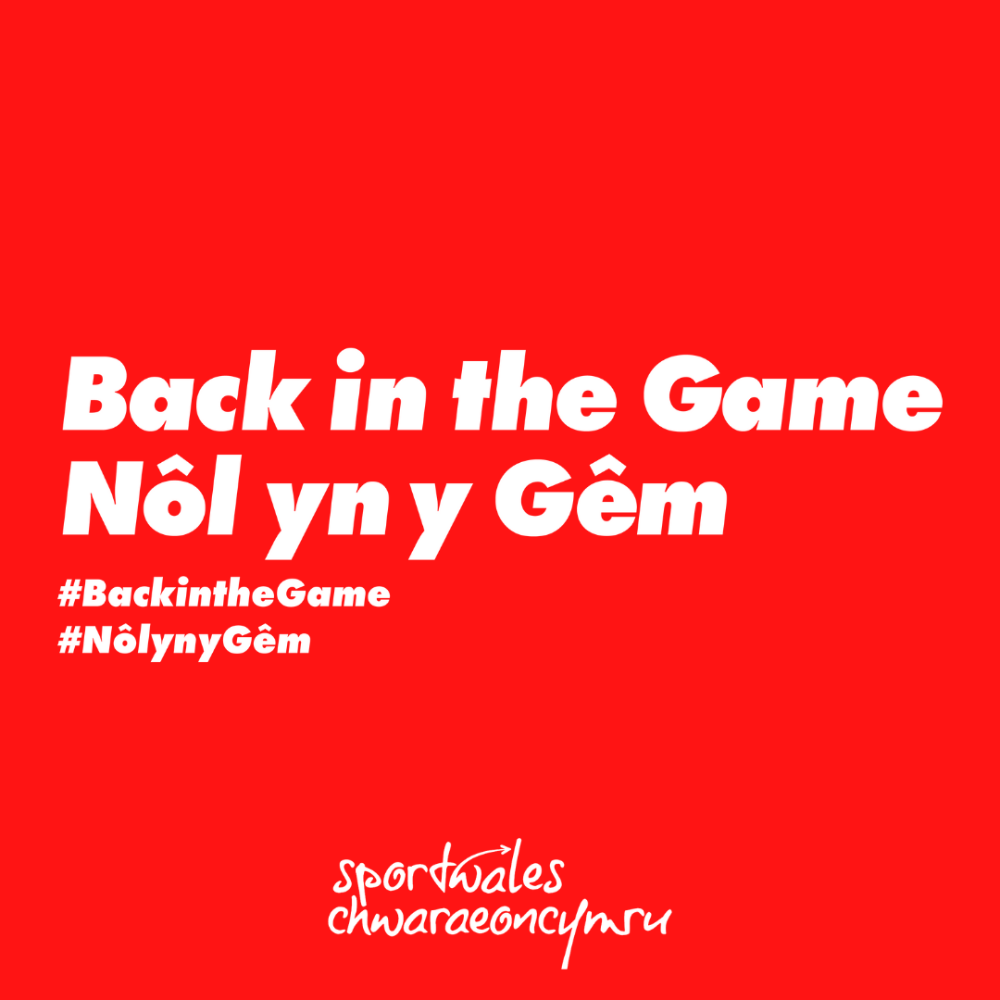 Back in the Game
Nôl yn y Gêm
#BackintheGame
#NôlynyGêm
sportwales
chwaraeoncymru